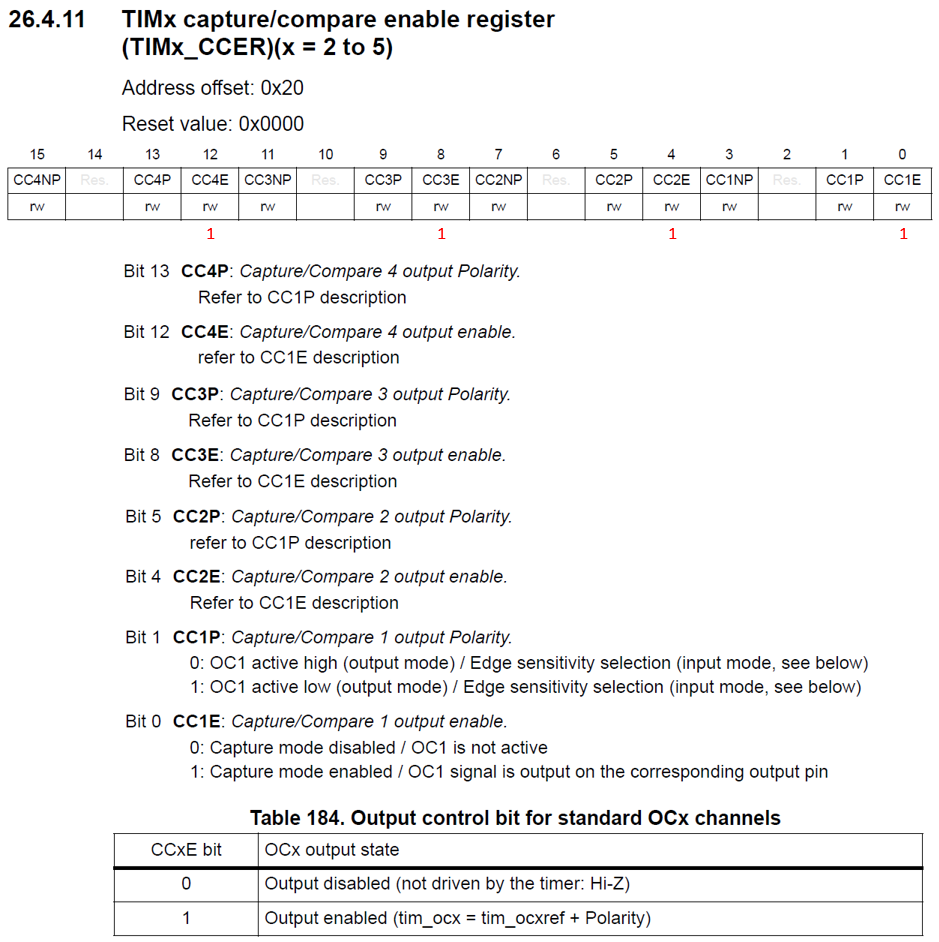 26.4.11 TIMx capture/compare enable register
(TIMx_CCER)(x = 2 to 5)
Address offset: 0x20
Reset value: 0x0000
15 14 13 12 11 10 9 8 7 6 5 4 3 2 1 0
CC4NP Res. CC4P CC4E CC3NP Res. CC3P CC3E CC2NP Res. CC2P CC2E CC1NP Res. CC1P CC1E
rw rw rw rw rw rw rw rw rw rw rw rw
1 1 1 1
Bit 13 CC4P: Capture/Compare 4 output Polarity.
Refer to CC1P description
Bit 12 CC4E: Capture/Compare 4 output enable.
refer to CC1E description
Bit 9 CC3P: Capture/Compare 3 output Polarity.
Refer to CC1P description
Bit 8 CC3E: Capture/Compare 3 output enable.
Refer to CC1E description
Bit 5 CC2P: Capture/Compare 2 output Polarity.
refer to CC1P description
Bit 4 CC2E: Capture/Compare 2 output enable.
Refer to CC1E description
Bit 1 CC1P: Capture/Compare 1 output Polarity.
0: OC1 active high (output mode) / Edge sensitivity selection (input mode, see below)
1: OC1 active low (output mode) / Edge sensitivity selection (input mode, see below)
Bit 0 CC1E: Capture/Compare 1 output enable.
0: Capture mode disabled / OC1 is not active
1: Capture mode enabled / OC1 signal is output on the corresponding output pin
Table 184. Output control bit for standard OCx channels
CCxE bit OCx output state
0 Output disabled (not driven by the timer: Hi-Z)
1 Output enabled (tim_ocx = tim_ocxref + Polarity)